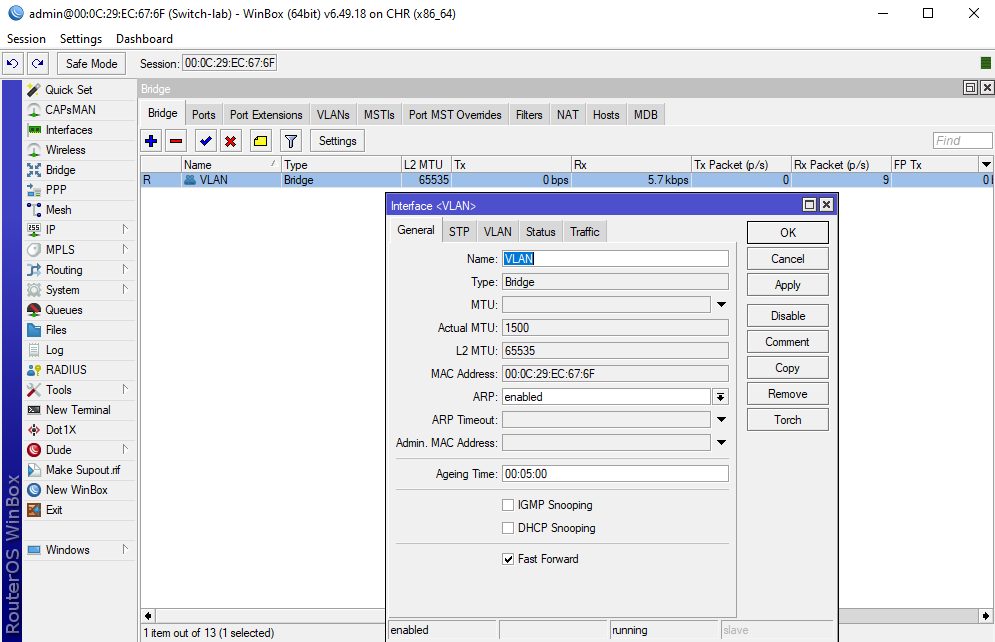 admin@00:0C:29:EC:67:6F (Switch-lab) - WinBox (64bit) v6.49.18 on CHR (x86_64)
Session Settings Dashboard
Safe Mode Session: 00:0C:29:EC:67:6F
Quick Set
CAPsMAN
Interfaces
Wireless
Bridge
PPP
Mesh
IP
MPLS
Routing
System
Queues
Files
Log
RADIUS
Tools
New Terminal
Dot1X
Dude
Make Supout.rif
New WinBox
Exit
Windows
RouterOS WinBox
Bridge
Bridge Ports Port Extensions VLANs MSTIs Port MST Overrides Filters NAT Hosts MDB
Settings Find
Name Type L2 MTU Tx Rx Tx Packet (p/s) Rx Packet (p/s) FP Tx
R VLAN Bridge 65535 0 bps 5.7 kbps 0 9 0
Interface <VLAN>
General STP VLAN Status Traffic
Name: VLAN
Type: Bridge
MTU:
Actual MTU: 1500
L2 MTU: 65535
MAC Address: 00:0C:29:EC:67:6F
ARP: enabled
ARP Timeout:
Admin. MAC Address:
Ageing Time: 00:05:00
IGMP Snooping
DHCP Snooping
Fast Forward
OK
Cancel
Apply
Disable
Comment
Copy
Remove
Torch
enabled running slave
1 item out of 13 (1 selected)